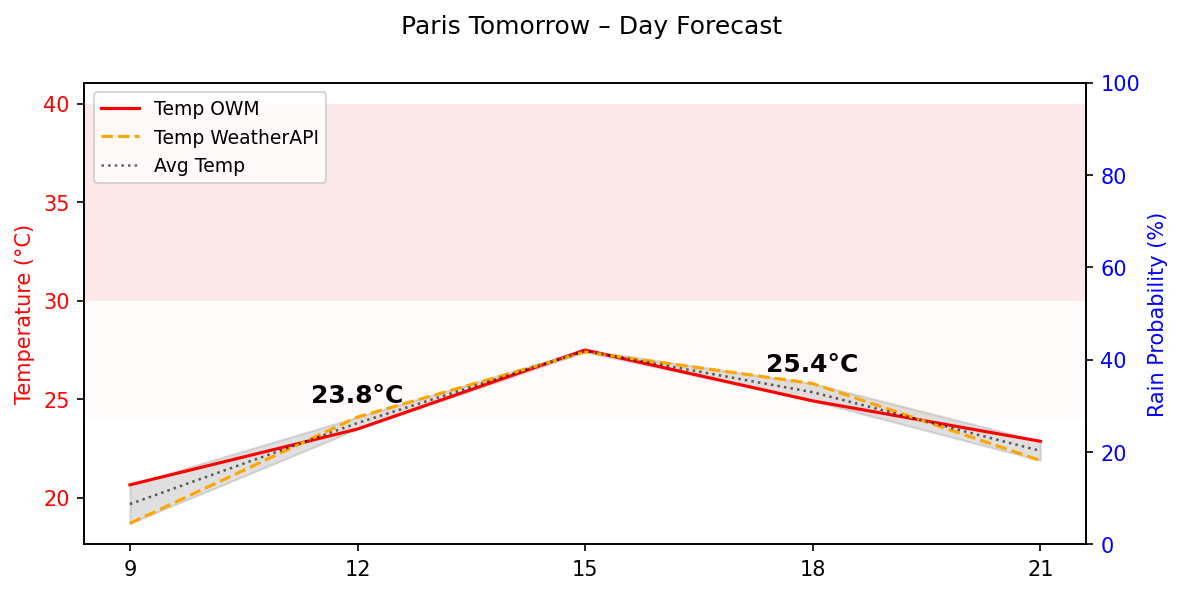 Paris Tomorrow – Day Forecast
Temp OWM
Temp WeatherAPI
Avg Temp
Temperature (°C)
40
35
30
25
20
23.8°C
25.4°C
100
80
60
40
20
0
Rain Probability (%)
9
12
15
18
21